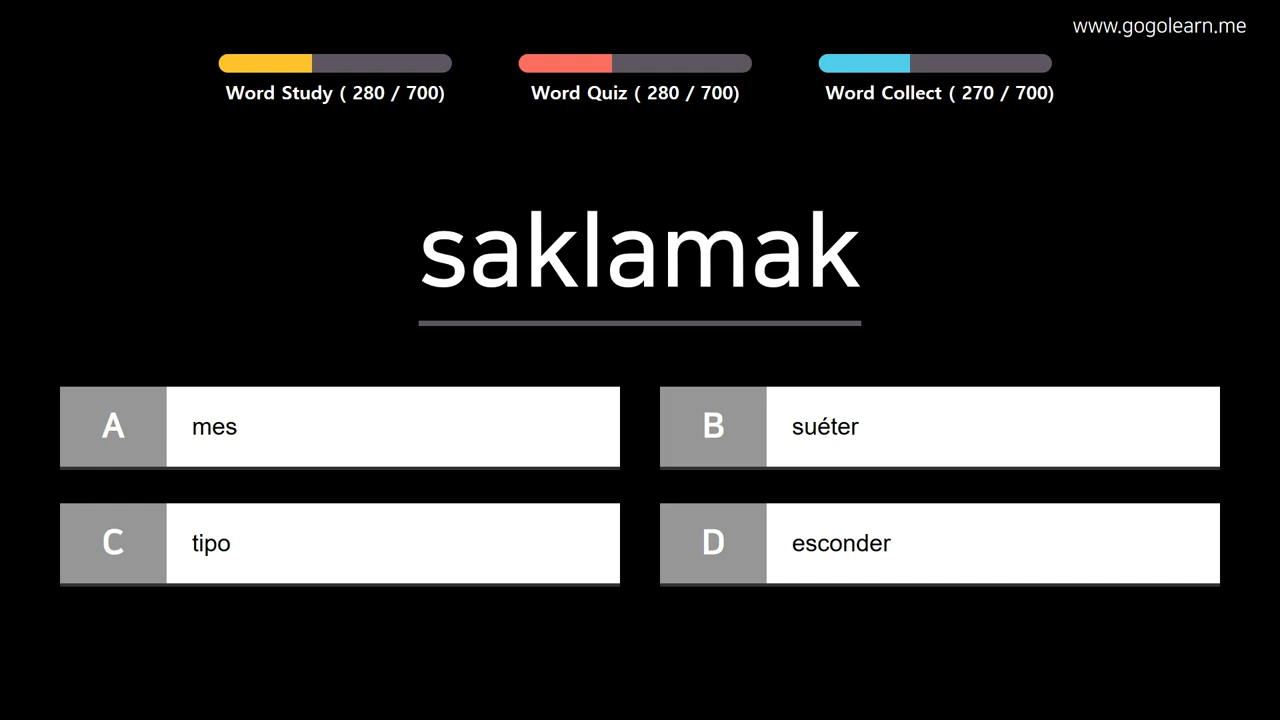 www.gogolearn.me
Word Study ( 280 / 700)
Word Quiz ( 280 / 700)
Word Collect ( 270 / 700)
saklamak
A
mes
B
suéter
C
tipo
D
esconder